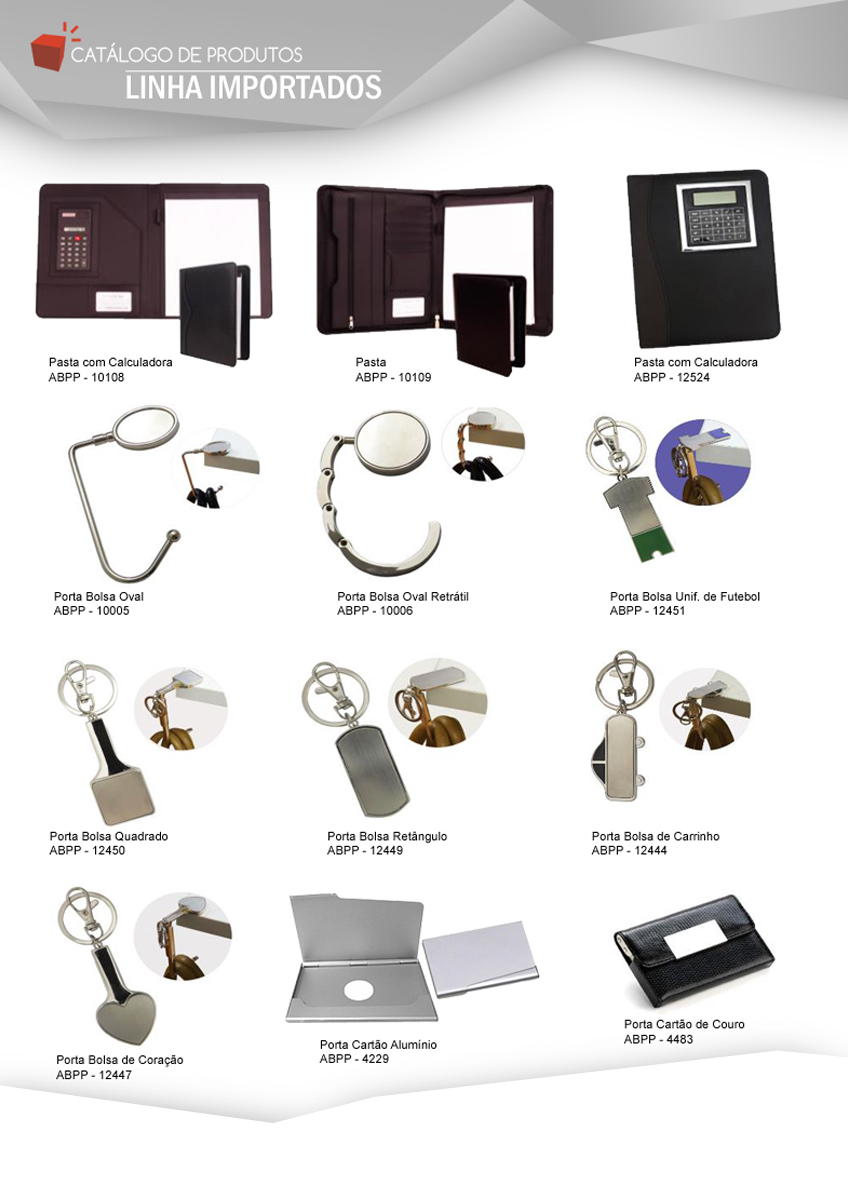 CATÁLOGO DE PRODUTOS
LINHA IMPORTADOS
Pasta com Calculadora
ABPP - 10108
Pasta
ABPP - 10109
Pasta com Calculadora
ABPP - 12524
Porta Bolsa Oval
ABPP - 10005
Porta Bolsa Oval Retrátil
ABPP - 10006
Porta Bolsa Unif. de Futebol
ABPP - 12451
Porta Bolsa Quadrado
ABPP - 12450
Porta Bolsa Retângulo
ABPP - 12449
Porta Bolsa de Carrinho
ABPP - 12444
Porta Bolsa de Coração
ABPP - 12447
Porta Cartão Alumínio
ABPP - 4229
Porta Cartão de Couro
ABPP - 4483